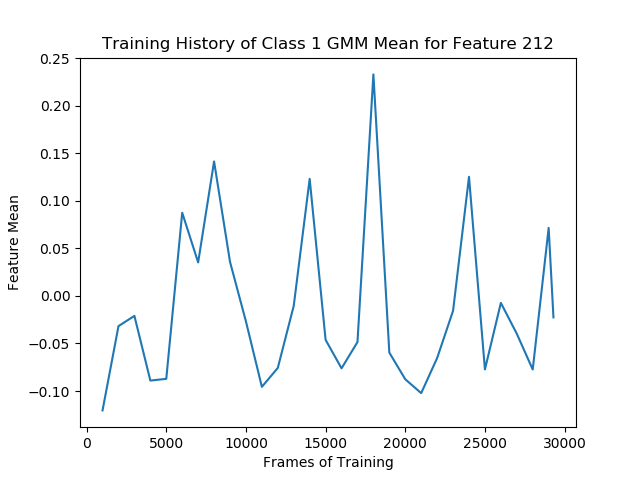 Training History of Class 1 GMM Mean for Feature 212
0.25
0.20
0.15
0.10
0.05
0.00
−0.05
−0.10
Feature Mean
0 5000 10000 15000 20000 25000 30000
Frames of Training